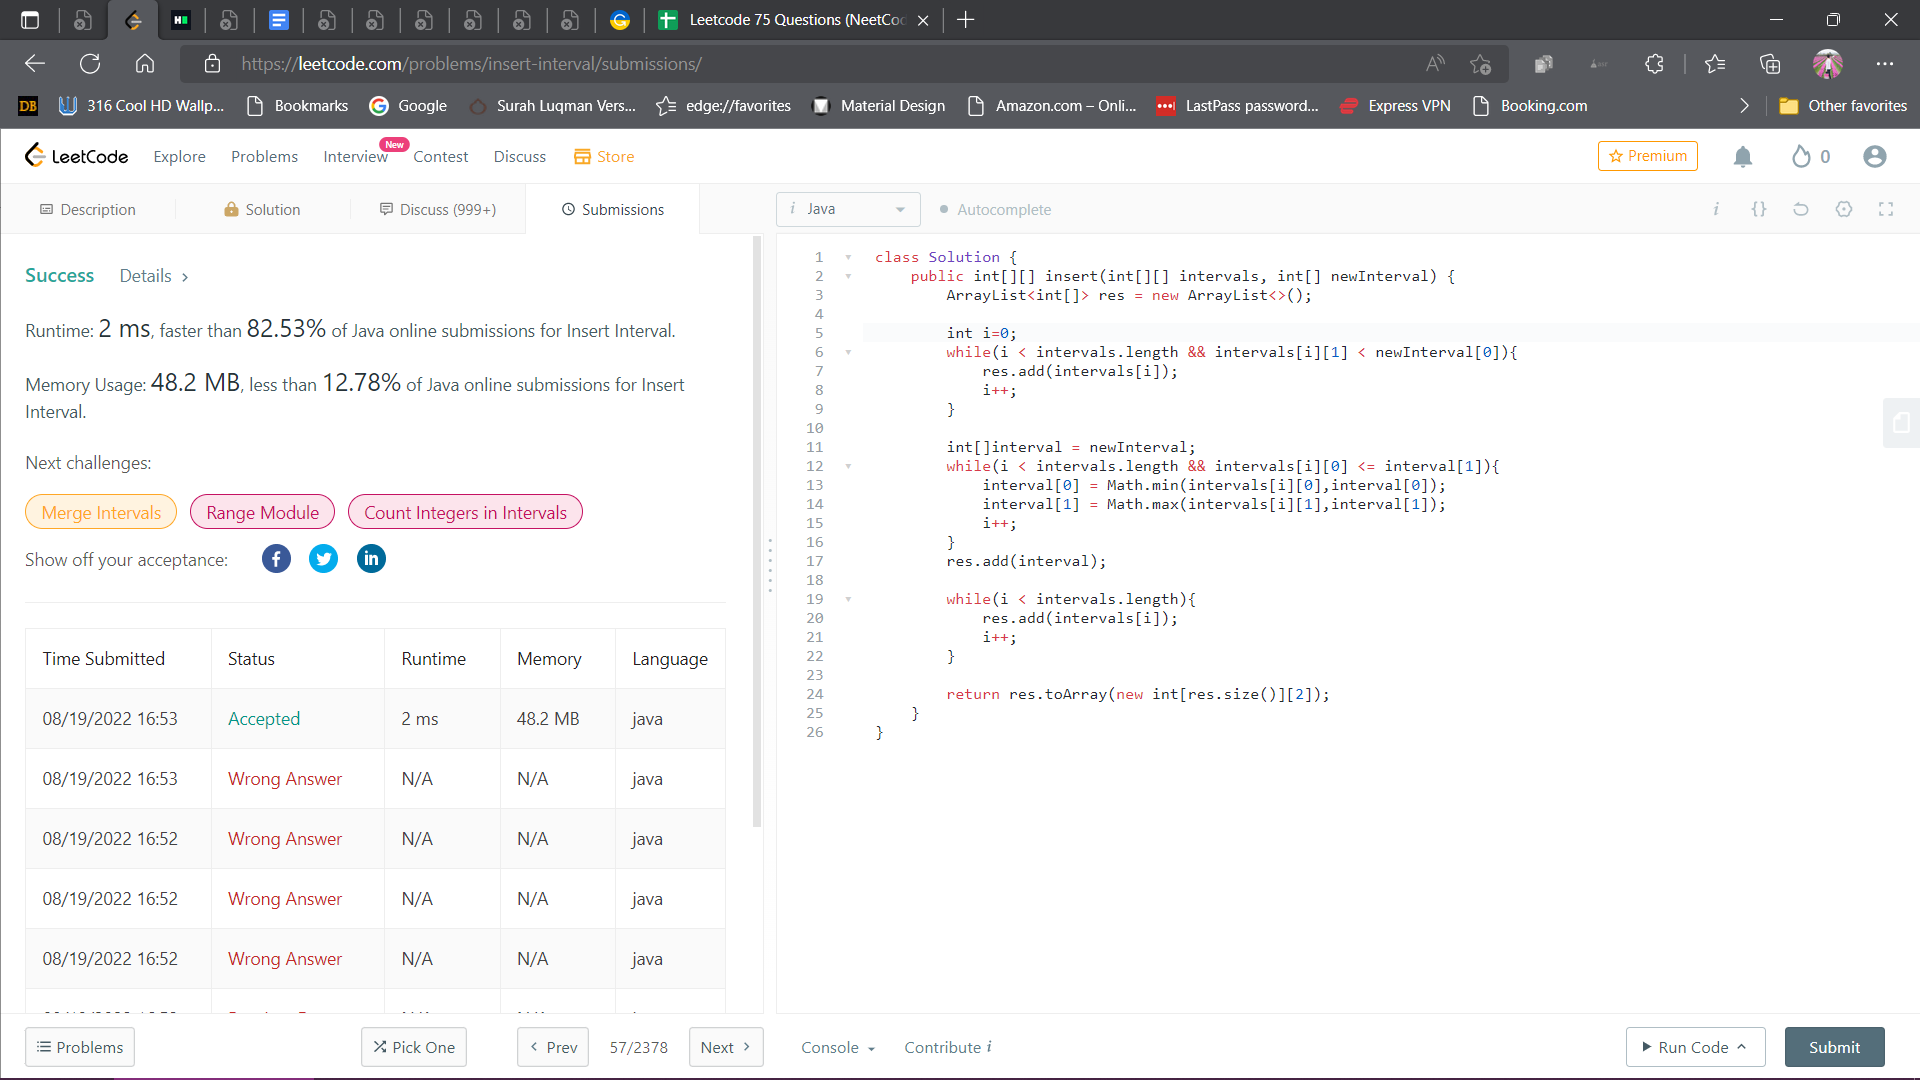 Leetcode 75 Questions (NeetCo
https://leetcode.com/problems/insert-interval/submissions/
DB
316 Cool HD Wallp...
Bookmarks
Google
Surah Luqman Vers...
edge://favorites
Material Design
Amazon.com – Onli...
LastPass password...
Express VPN
Booking.com
Other favorites
LeetCode
Explore
Problems
Interview
New
Contest
Discuss
Store
Premium
0
Description
Solution
Discuss (999+)
Submissions
i Java
Autocomplete
Success
Details >
Runtime: 2 ms, faster than 82.53% of Java online submissions for Insert Interval.
Memory Usage: 48.2 MB, less than 12.78% of Java online submissions for Insert
Interval.
Next challenges:
Merge Intervals
Range Module
Count Integers in Intervals
Show off your acceptance:
Time Submitted Status Runtime Memory Language
08/19/2022 16:53 Accepted 2 ms 48.2 MB java
08/19/2022 16:53 Wrong Answer N/A N/A java
08/19/2022 16:52 Wrong Answer N/A N/A java
08/19/2022 16:52 Wrong Answer N/A N/A java
08/19/2022 16:52 Wrong Answer N/A N/A java
1 class Solution {
2 public int[][] insert(int[][] intervals, int[] newInterval) {
3 ArrayList<int[]> res = new ArrayList<>();
4
5 int i=0;
6 while(i < intervals.length && intervals[i][1] < newInterval[0]){
7 res.add(intervals[i]);
8 i++;
9 }
10
11 int[]interval = newInterval;
12 while(i < intervals.length && intervals[i][0] <= interval[1]){
13 interval[0] = Math.min(intervals[i][0],interval[0]);
14 interval[1] = Math.max(intervals[i][1],interval[1]);
15 i++;
16 }
17 res.add(interval);
18
19 while(i < intervals.length){
20 res.add(intervals[i]);
21 i++;
22 }
23
24 return res.toArray(new int[res.size()][2]);
25 }
26 }
Problems
Pick One
< Prev
57/2378
Next >
Console
Contribute i
Run Code
Submit